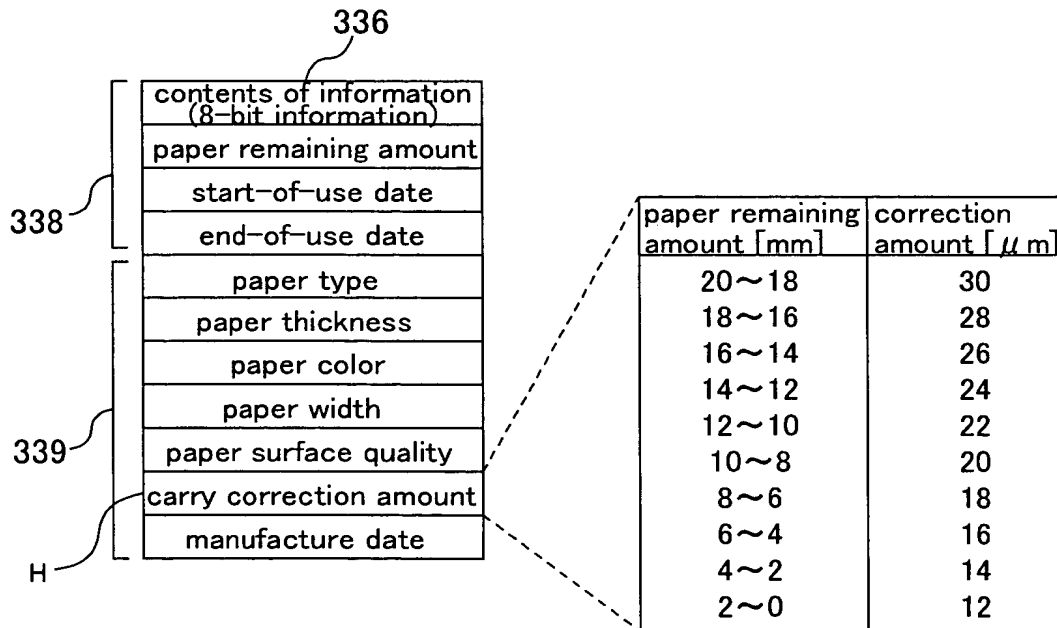 336
contents of information
(8-bit information)
paper remaining amount
start-of-use date
end-of-use date
338
paper type
paper thickness
paper color
paper width
paper surface quality
carry correction amount
manufacture date
339
H
paper remaining amount [mm] correction amount [μm]
20～18 30
18～16 28
16～14 26
14～12 24
12～10 22
10～8 20
8～6 18
6～4 16
4～2 14
2～0 12